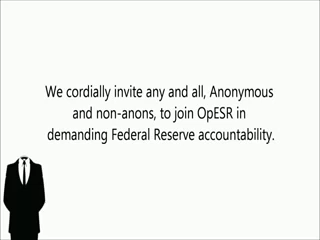 We cordially invite any and all, Anonymous
and non-anons, to join OpESR in
demanding Federal Reserve accountability.